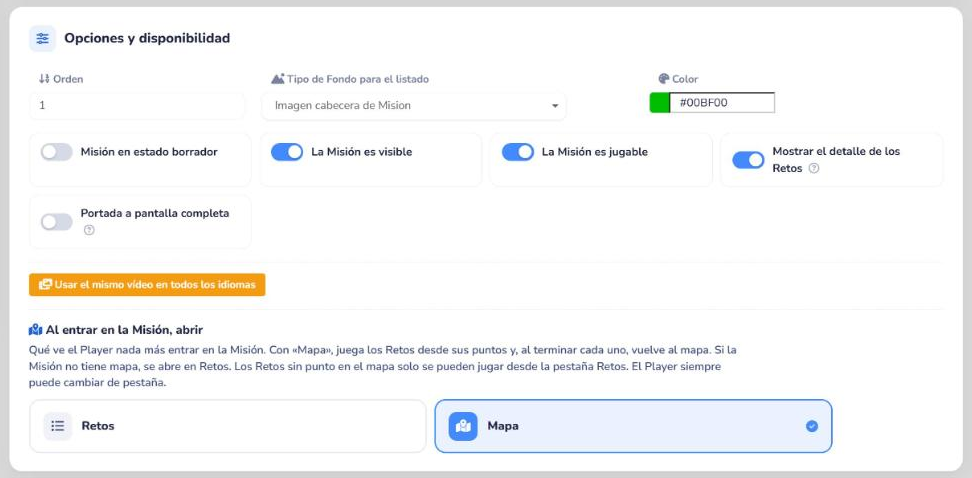 Opciones y disponibilidad
Orden
Tipo de Fondo para el listado
Color
1
Imagen cabecera de Mision
#00BF00
Misión en estado borrador
La Misión es visible
La Misión es jugable
Mostrar el detalle de los
Retos
Portada a pantalla completa
Usar el mismo vídeo en todos los idiomas
Al entrar en la Misión, abrir
Qué ve el Player nada más entrar en la Misión. Con «Mapa», juega los Retos desde sus puntos y, al terminar cada uno, vuelve al mapa. Si la
Misión no tiene mapa, se abre en Retos. Los Retos sin punto en el mapa solo se pueden jugar desde la pestaña Retos. El Player siempre
puede cambiar de pestaña.
Retos
Mapa